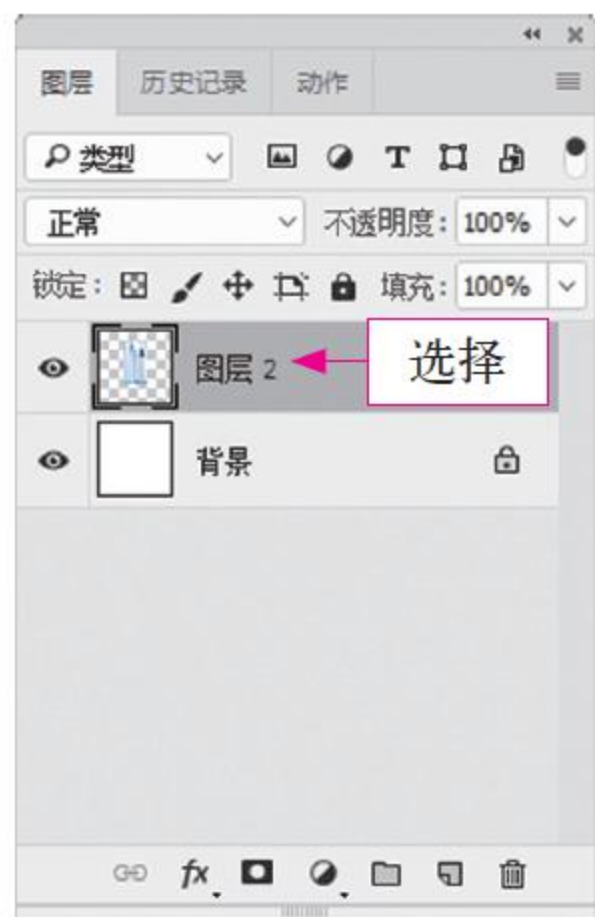 图层 历史记录 动作
类型
正常 不透明度: 100%
锁定: 填充: 100%
图层 2 选择
背景
fx